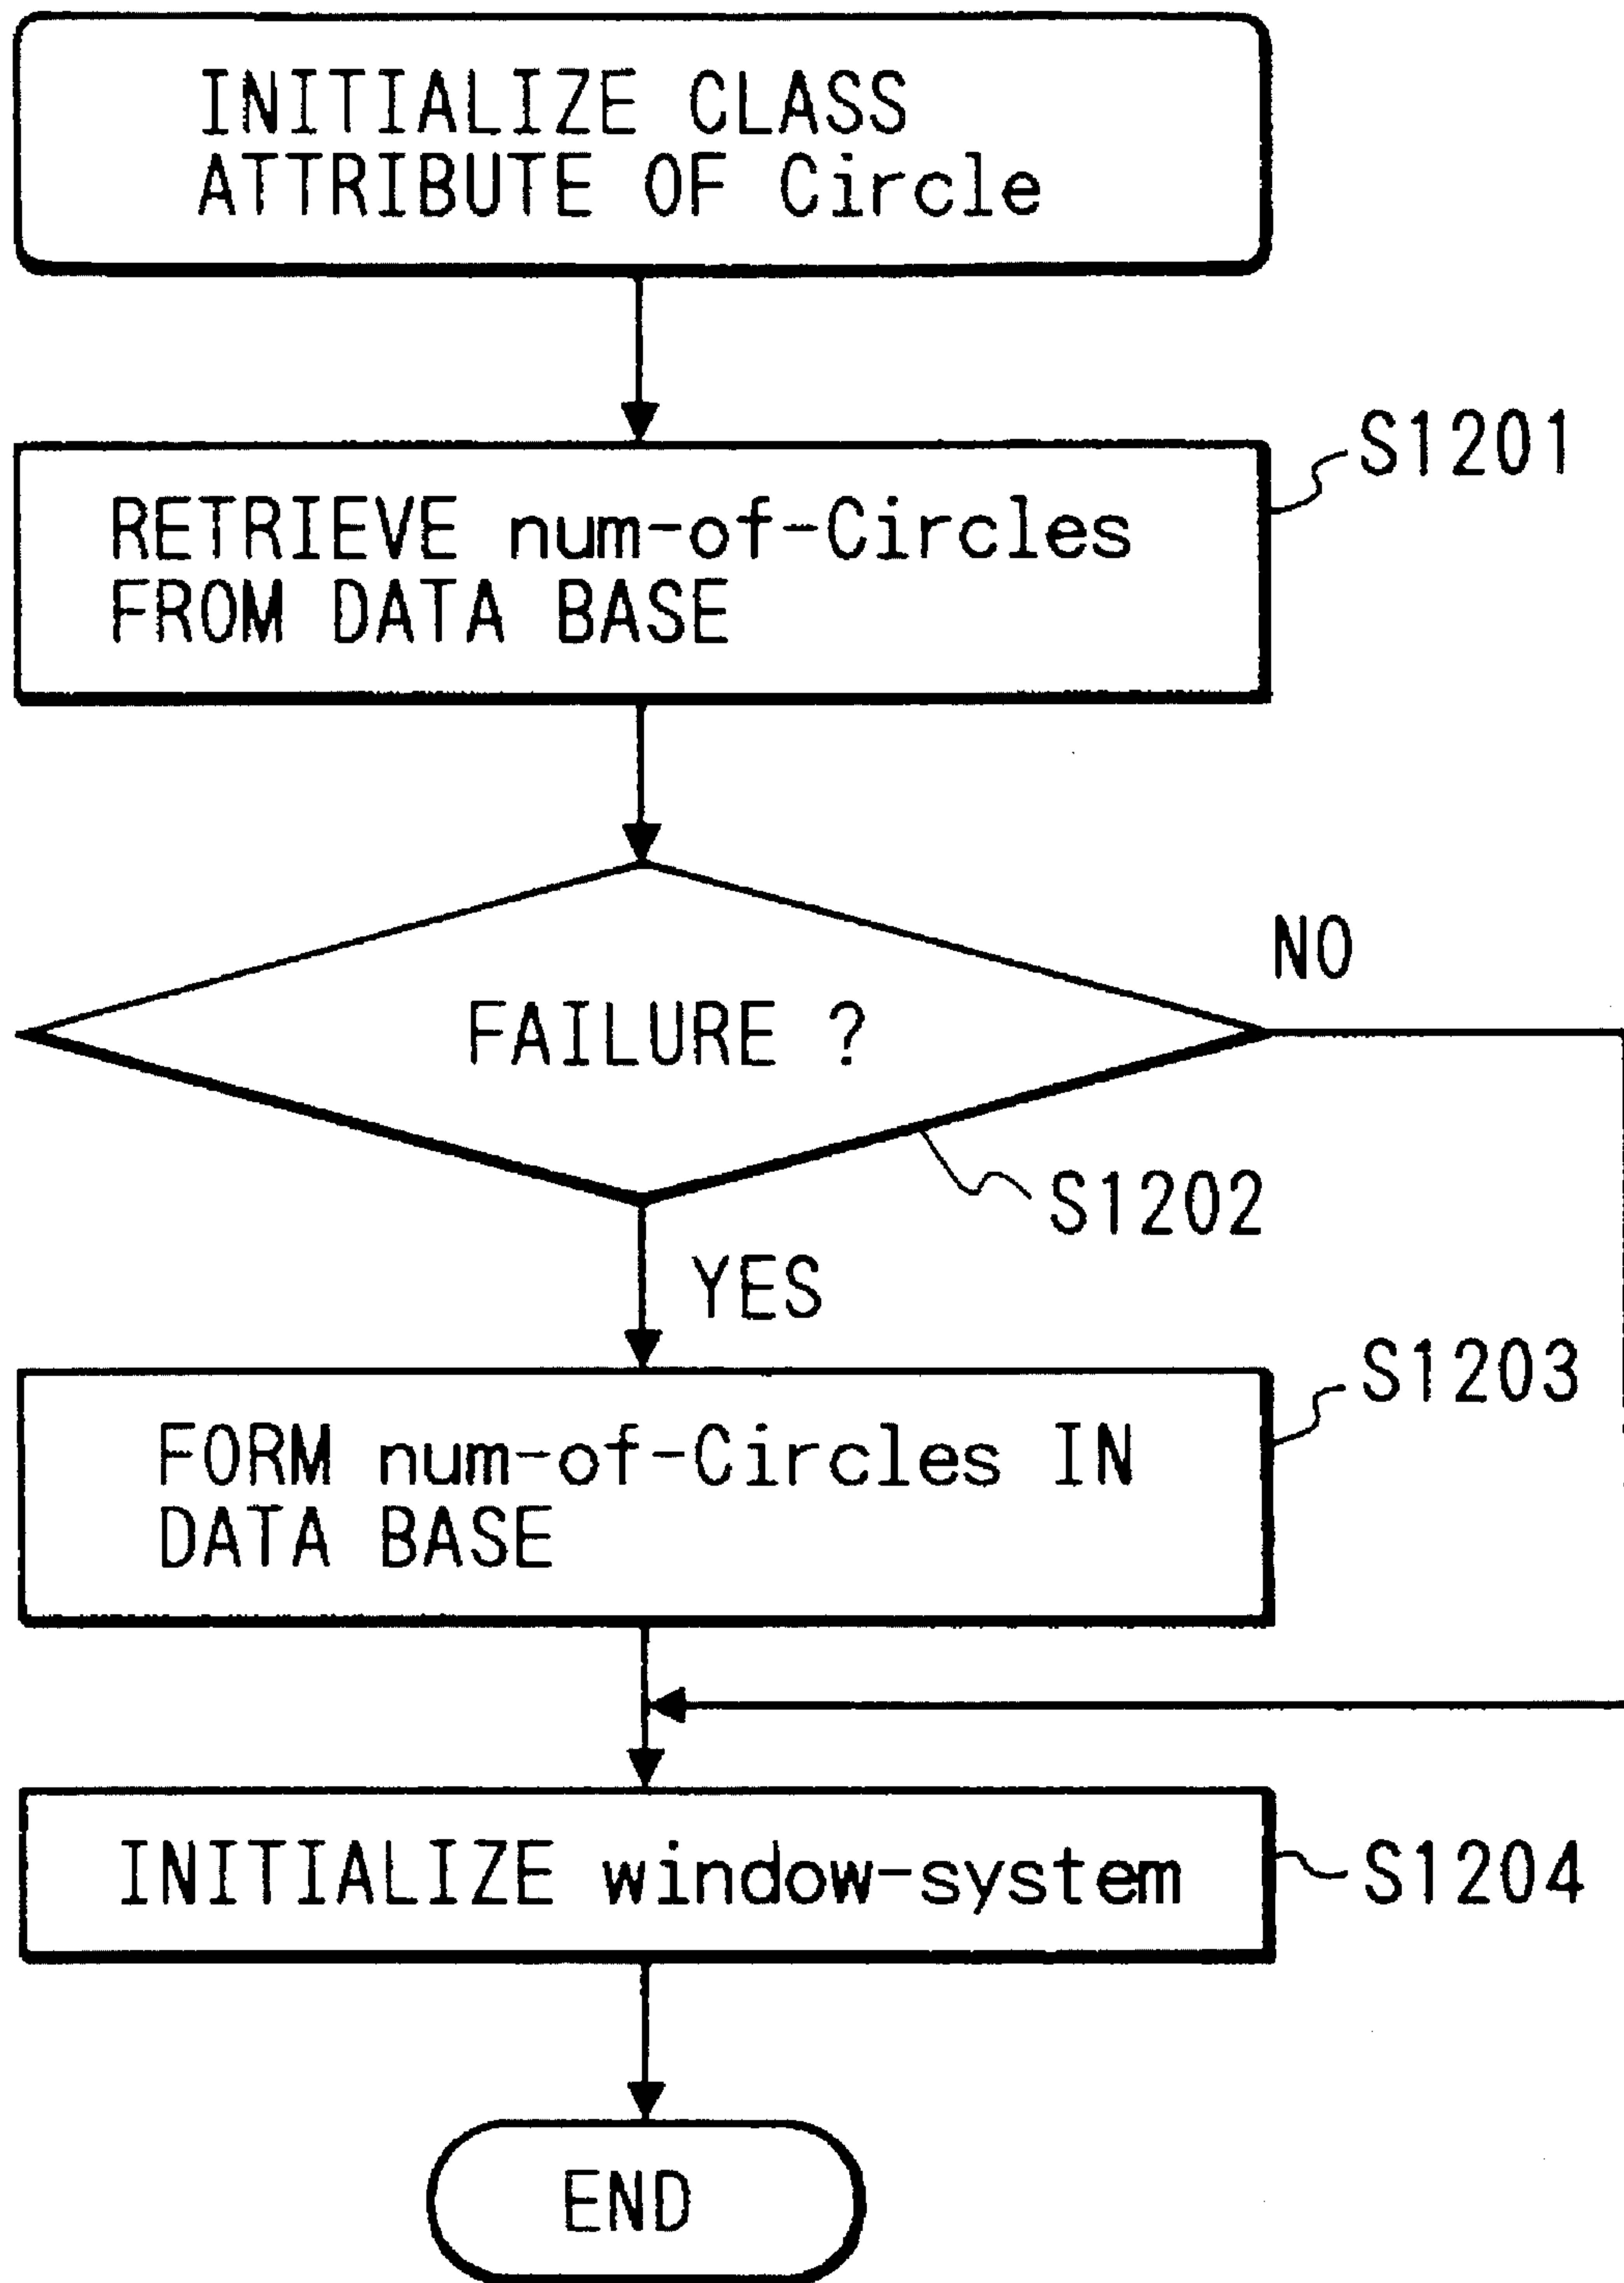 INITIALIZE CLASS
ATTRIBUTE OF Circle
S1201
RETRIEVE num-of-Circles
FROM DATA BASE
NO
FAILURE ?
S1202
YES
S1203
FORM num-of-Circles IN
DATA BASE
INITIALIZE window-system
S1204
END